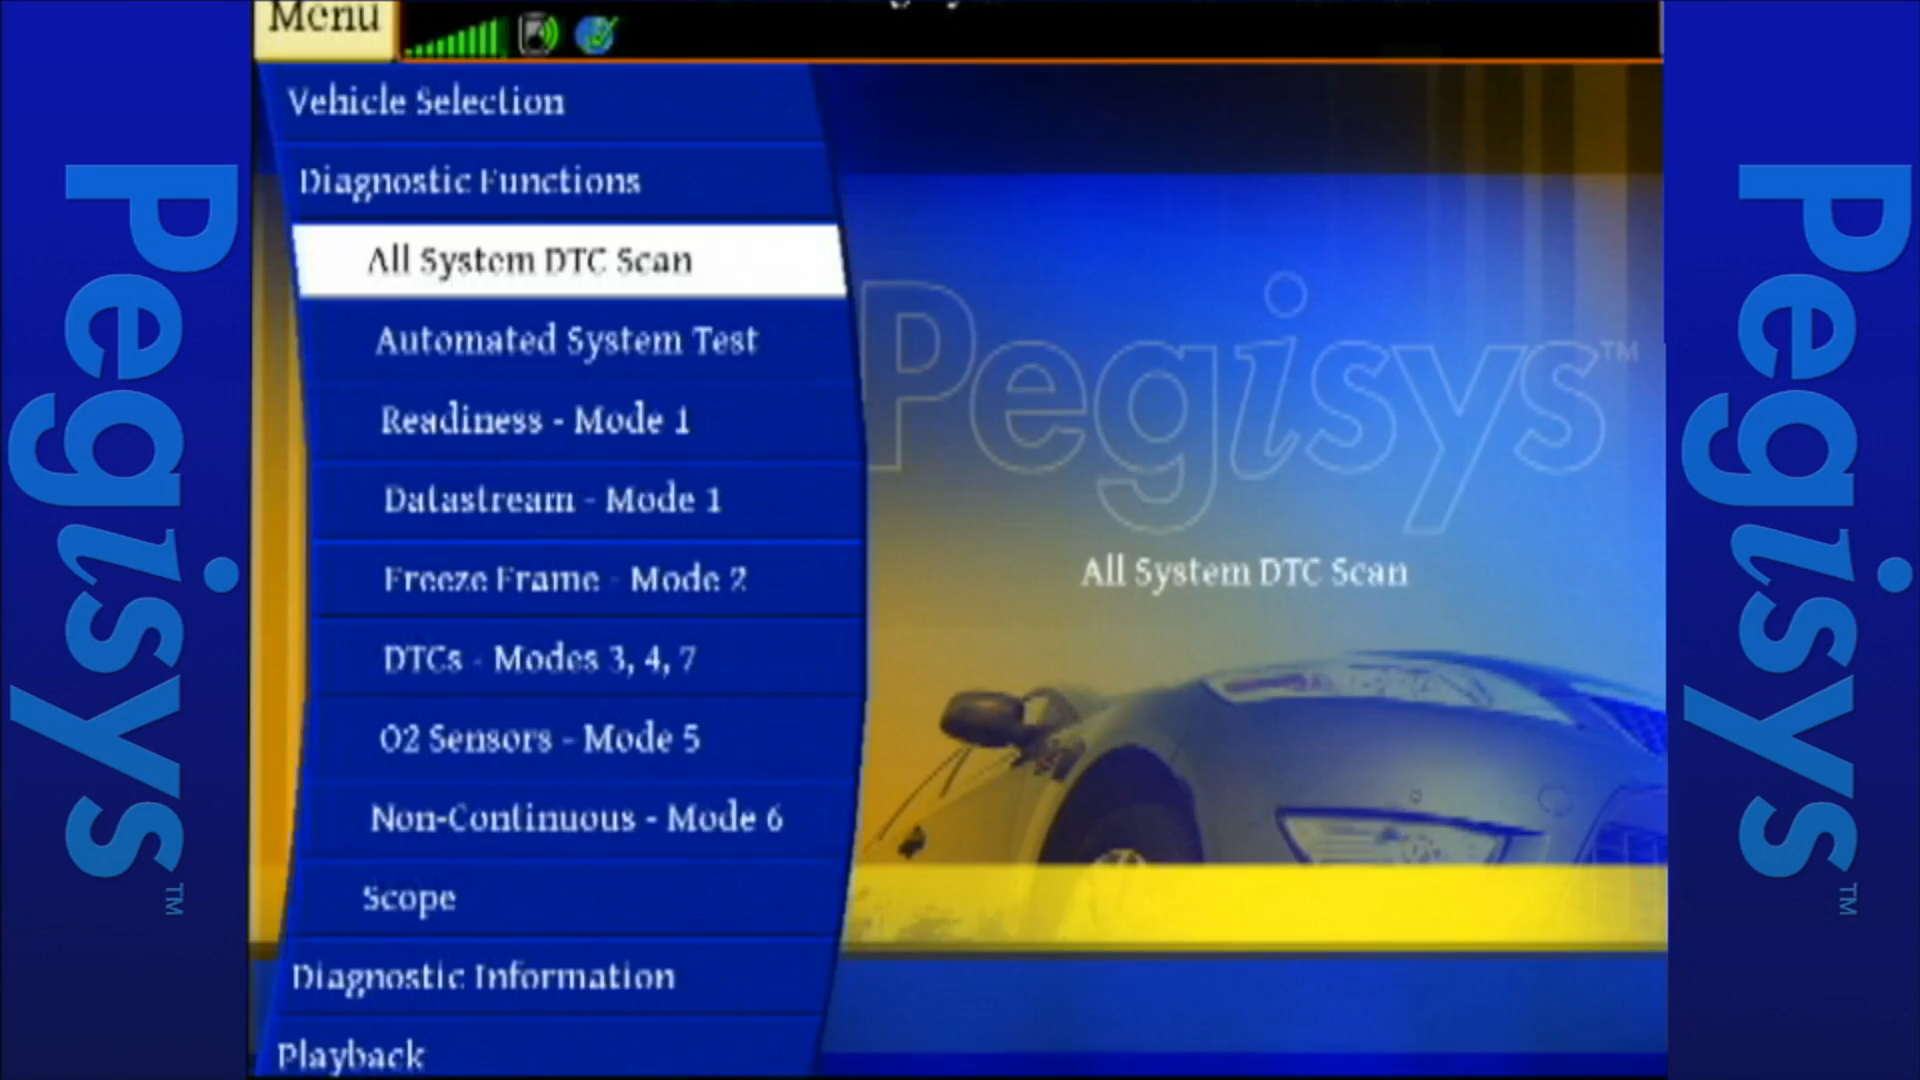 Menu
Vehicle Selection
Diagnostic Functions
All System DTC Scan
Automated System Test
Readiness - Mode 1
Datastream - Mode 1
Freeze Frame - Mode 2
DTCs - Modes 3, 4, 7
O2 Sensors - Mode 5
Non-Continuous - Mode 6
Scope
Diagnostic Information
Playback
Pegisys™
All System DTC Scan
Pegisys™
Pegisys™